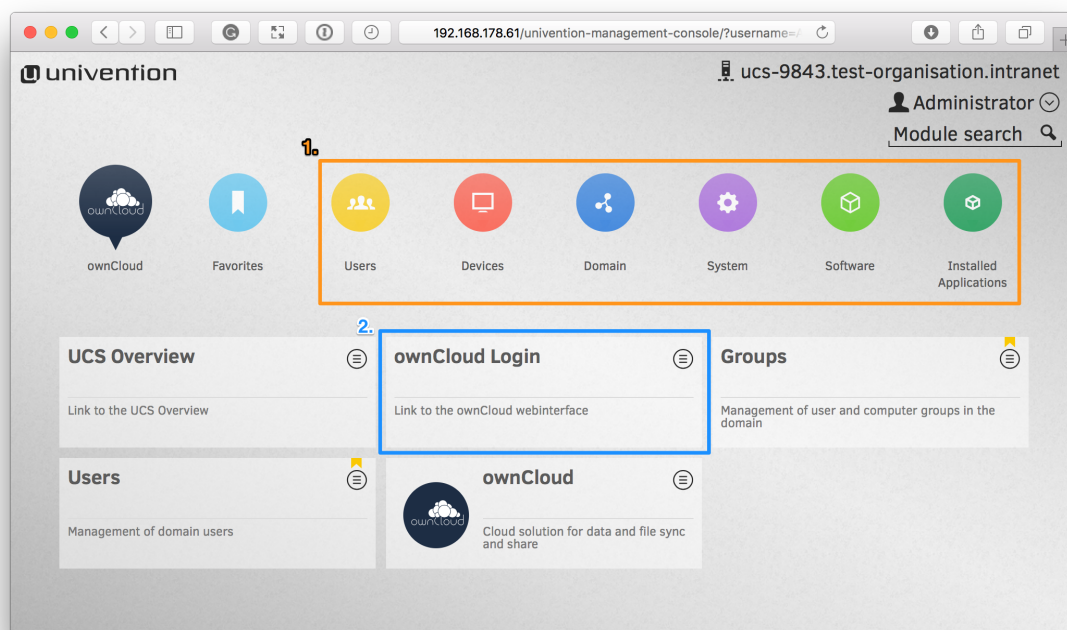 192.168.178.61/univention-management-console/?username=
univention
ucs-9843.test-organisation.intranet
Administrator
Module search
1.
ownCloud
ownCloud
Favorites
Users
Devices
Domain
System
Software
Installed
Applications
2.
UCS Overview
Link to the UCS Overview
ownCloud Login
Link to the ownCloud webinterface
Groups
Management of user and computer groups in the
domain
Users
Management of domain users
ownCloud
ownCloud
Cloud solution for data and file sync
and share